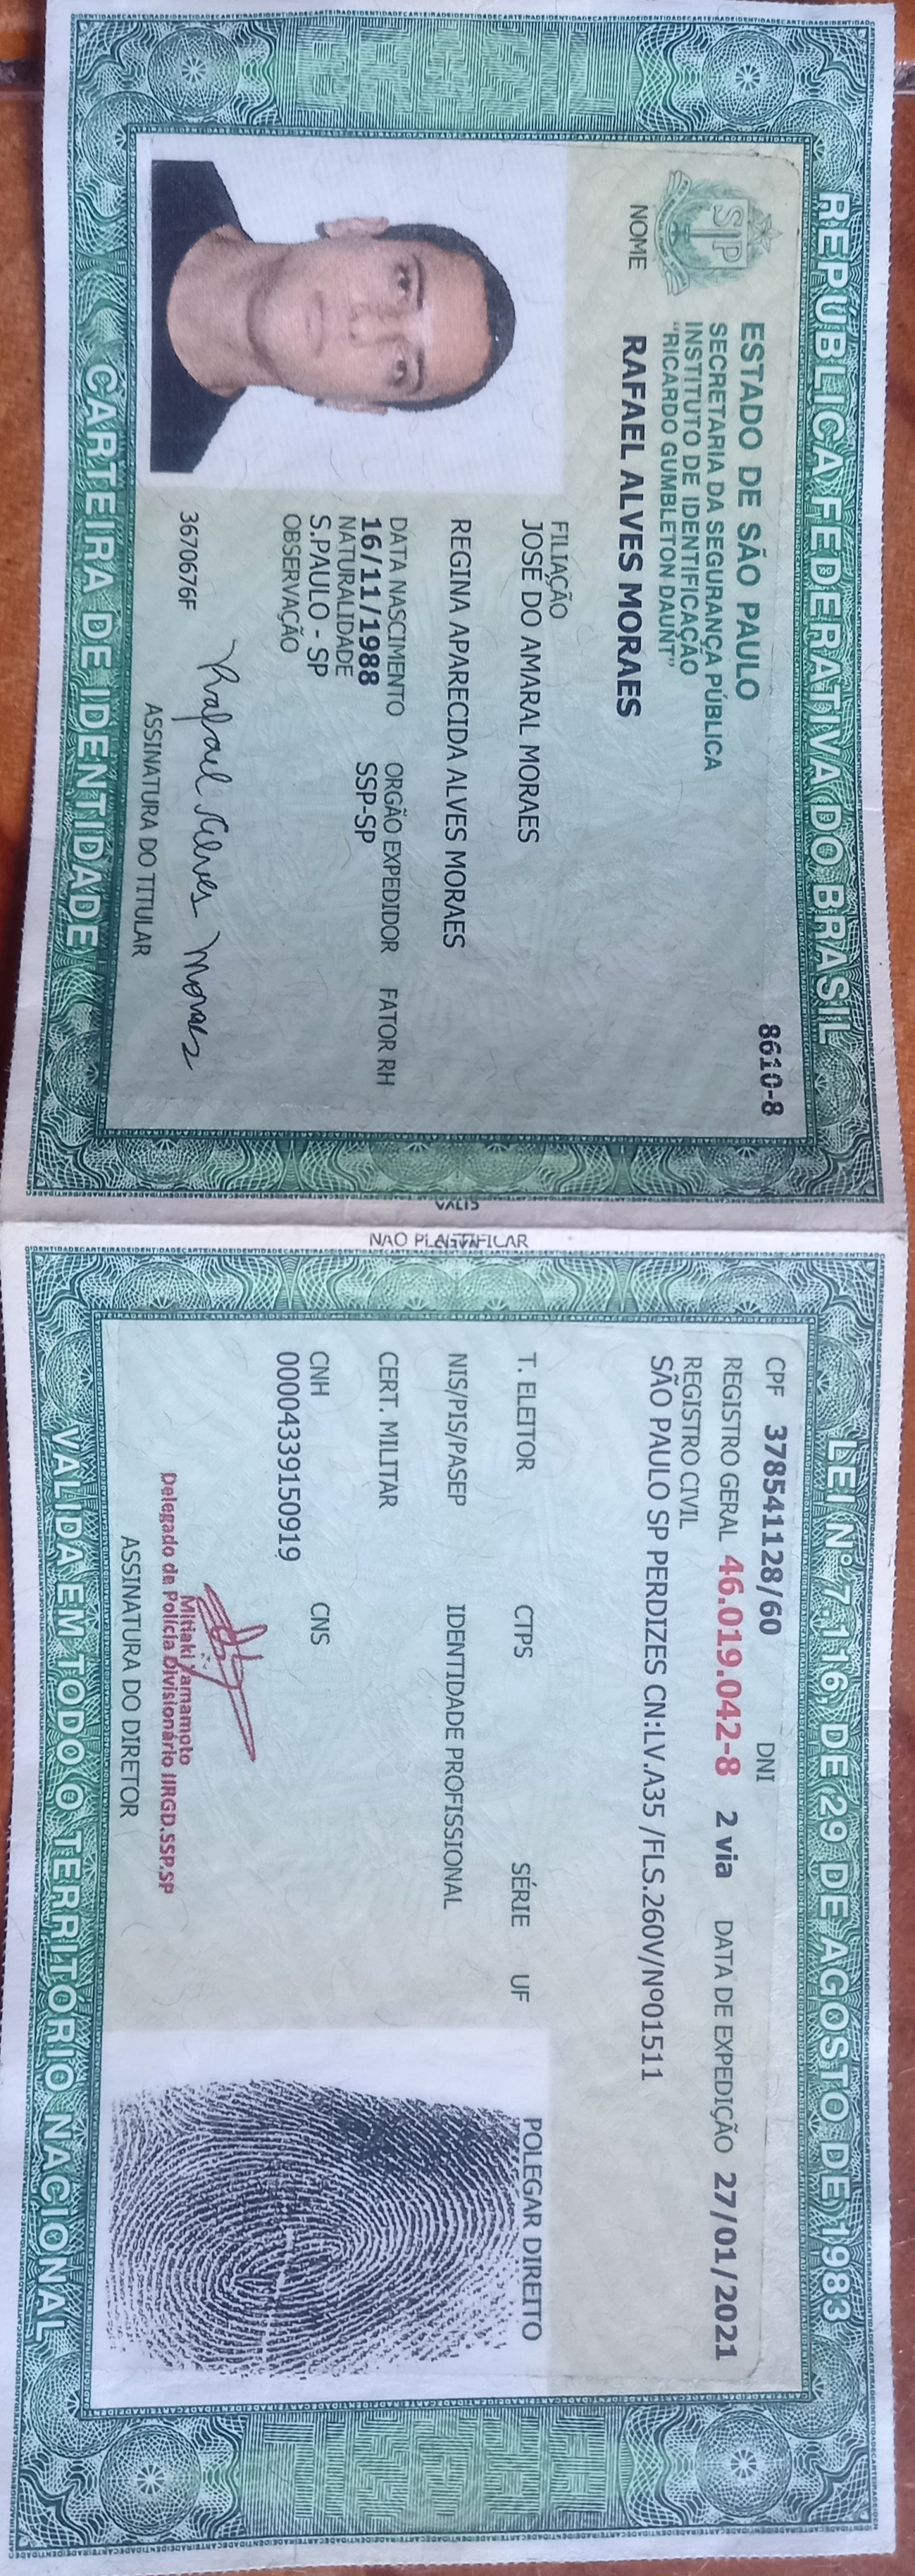 REPÚBLICA FEDERATIVA DO BRASIL
8610-8
SP
ESTADO DE SÃO PAULO
SECRETARIA DA SEGURANÇA PÚBLICA
INSTITUTO DE IDENTIFICAÇÃO
"RICARDO GUMBLETON DAUNT"
NOME RAFAEL ALVES MORAES
FILIAÇÃO
JOSÉ DO AMARAL MORAES
REGINA APARECIDA ALVES MORAES
DATA NASCIMENTO ORGÃO EXPEDIDOR FATOR RH
16/11/1988 SSP-SP
NATURALIDADE
S.PAULO - SP
OBSERVAÇÃO
Rafael Alves Moraes
3670676F
ASSINATURA DO TITULAR
CARTEIRA DE IDENTIDADE
BRASIL
NÃO PLASTIFICAR
LEI Nº 7.116, DE 29 DE AGOSTO DE 1983
CPF 378541128/60 DNI
REGISTRO GERAL 46.019.042-8 2 via DATA DE EXPEDIÇÃO 27/01/2021
REGISTRO CIVIL
SÃO PAULO SP PERDIZES CN:LV.A35 /FLS.260V/Nº01511
T. ELEITOR CTPS SÉRIE UF
POLEGAR DIREITO
NIS/PIS/PASEP IDENTIDADE PROFISSIONAL
CERT. MILITAR
CNH CNS
00004339150919
Mitiaki Yamamoto
Delegado de Polícia Divisionário IIRGD.SSP.SP
ASSINATURA DO DIRETOR
VALIDA EM TODO O TERRITÓRIO NACIONAL